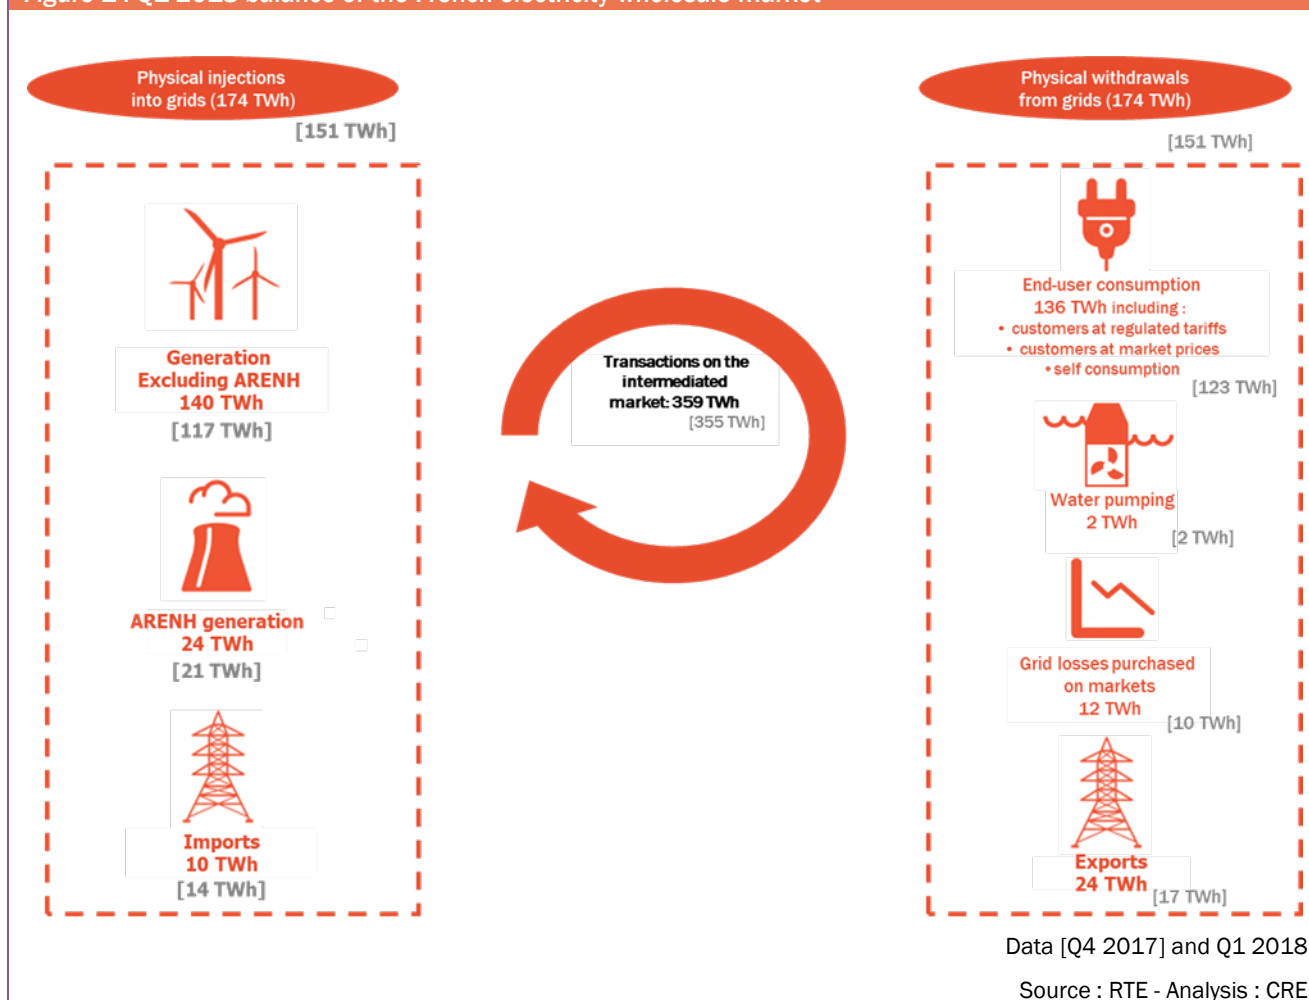 Physical injections
into grids (174 TWh)
[151 TWh]
Generation
Excluding ARENH
140 TWh
[117 TWh]
ARENH generation
24 TWh
[21 TWh]
Imports
10 TWh
[14 TWh]
Transactions on the
intermediated
market: 359 TWh
[355 TWh]
Physical withdrawals
from grids (174 TWh)
[151 TWh]
End-user consumption
136 TWh including :
• customers at regulated tariffs
• customers at market prices
• self consumption
[123 TWh]
Water pumping
2 TWh
[2 TWh]
Grid losses purchased
on markets
12 TWh
[10 TWh]
Exports
24 TWh
[17 TWh]
Data [Q4 2017] and Q1 2018
Source : RTE - Analysis : CRE